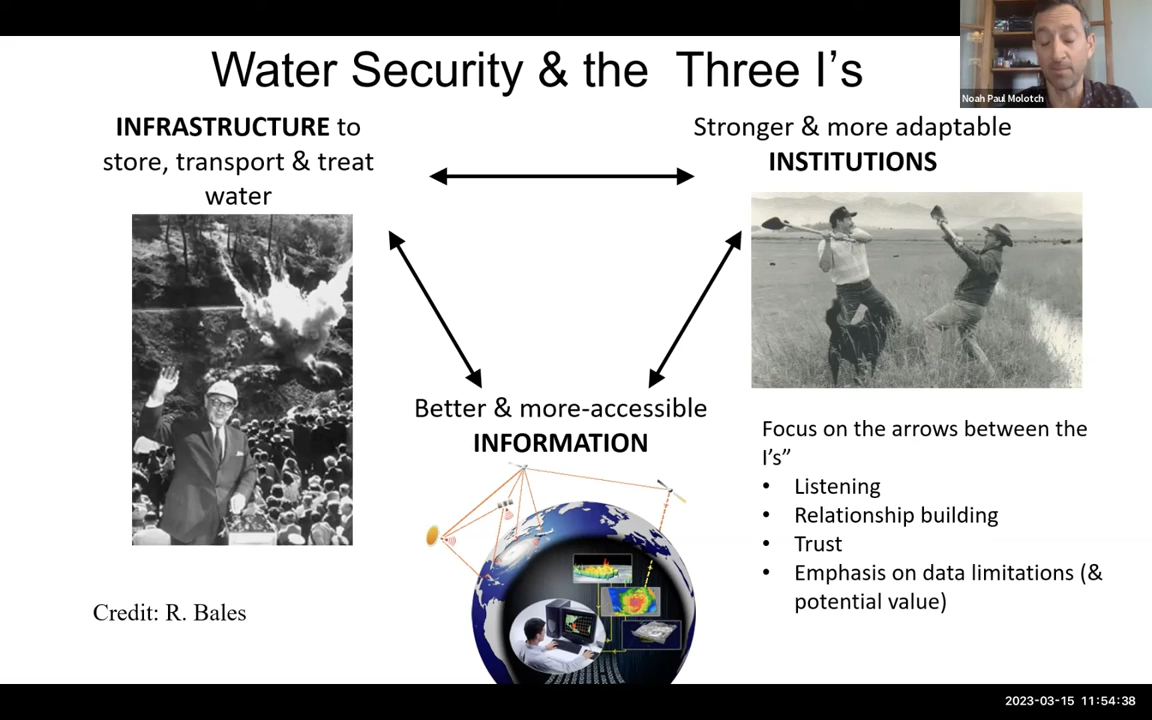 Water Security & the Three I's
Noah Paul Molotch
INFRASTRUCTURE to
store, transport & treat
water
Stronger & more adaptable
INSTITUTIONS
Better & more-accessible
INFORMATION
Focus on the arrows between the
I's”
• Listening
• Relationship building
• Trust
• Emphasis on data limitations (&
potential value)
Credit: R. Bales
2023-03-15 11:54:38